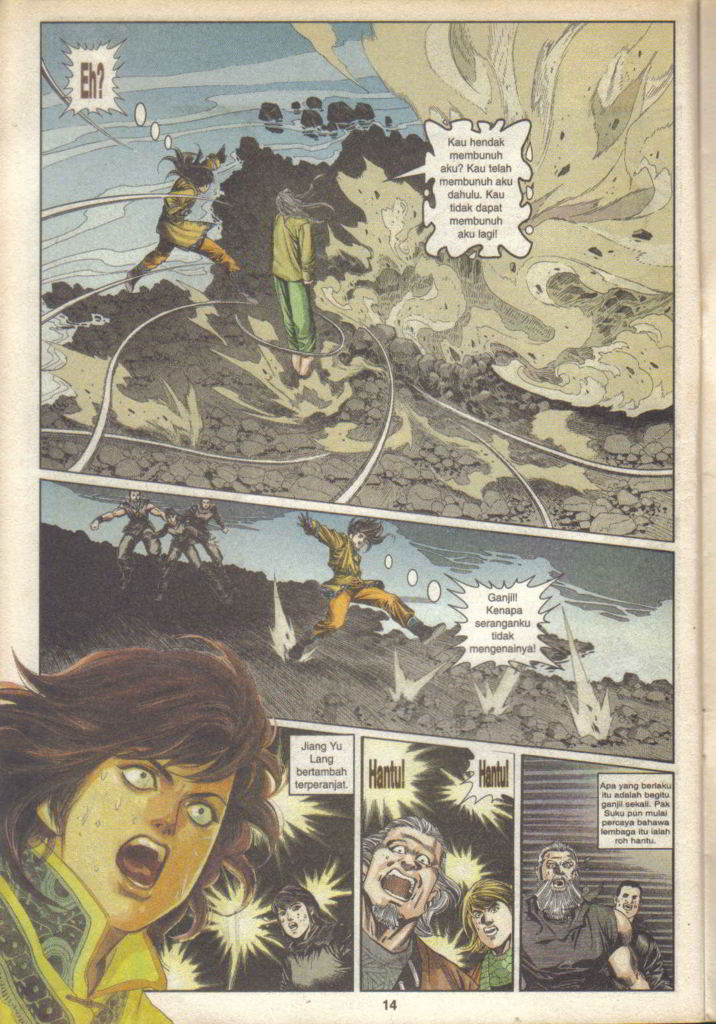 Eh?
Kau hendak
membunuh
aku? Kau telah
membunuh aku
dahulu. Kau
tidak dapat
membunuh
aku lagi!
Ganjil!
Kenapa
seranganku
tidak
mengenainya!
Jiang Yu
Lang
bertambah
terperanjat.
Hantu!
Hantu!
Apa yang berlaku
itu adalah begitu
ganjil sekali. Pak
Suku pun mulai
percaya bahawa
lembaga itu ialah
roh hantu.
14